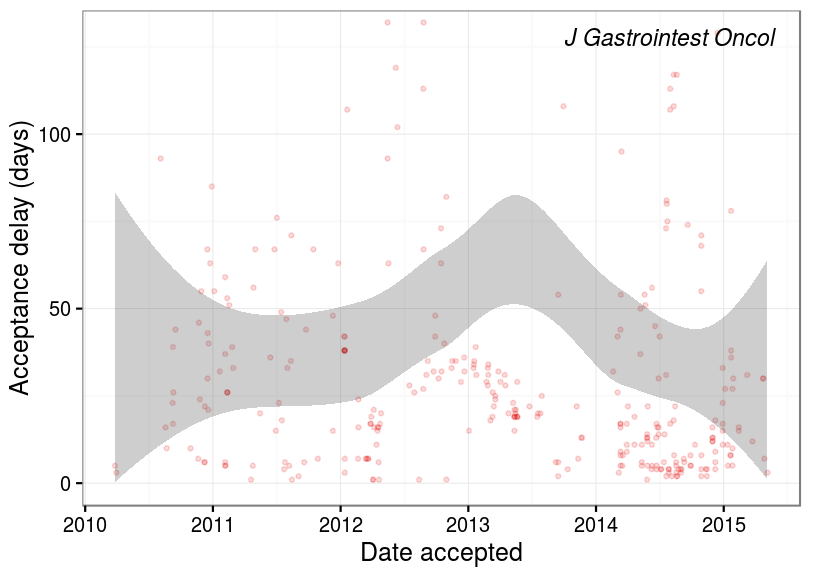 J Gastrointest Oncol
Acceptance delay (days)
100
50
0
2010 2011 2012 2013 2014 2015
Date accepted